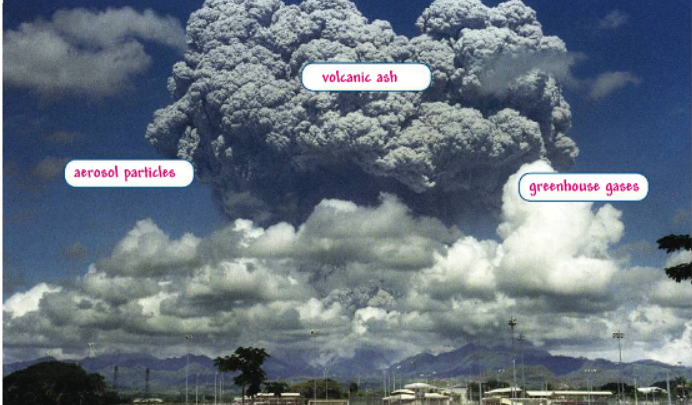 volcanic ash
aerosol particles
greenhouse gases